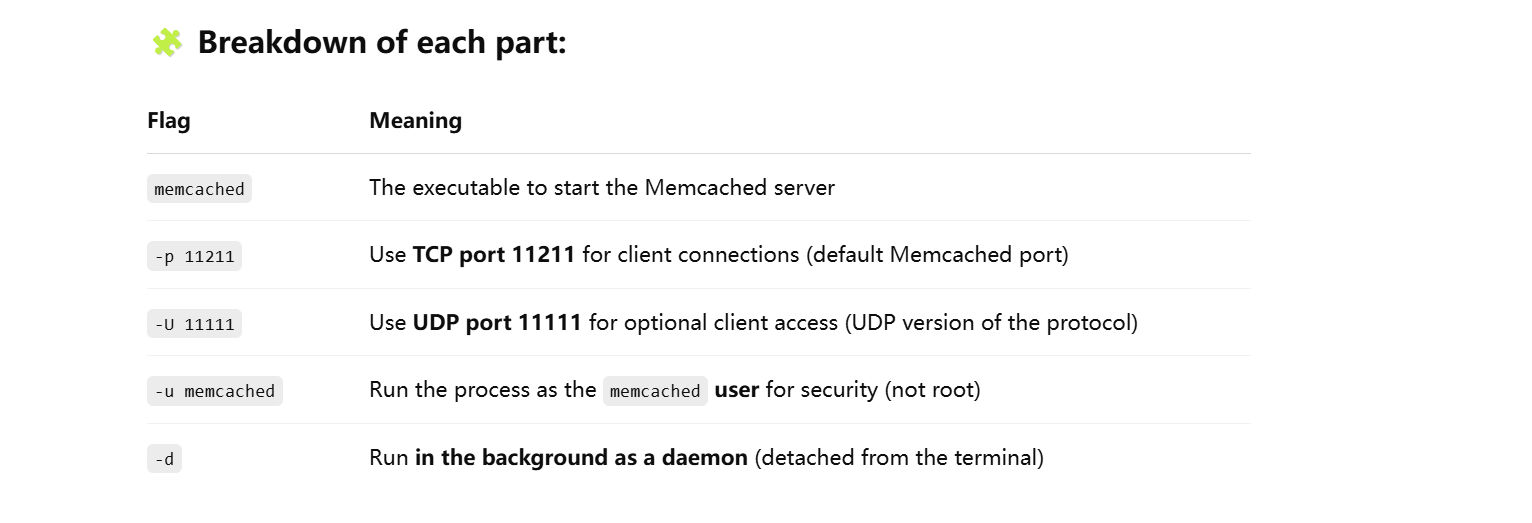 🧩 Breakdown of each part:
Flag Meaning
memcached The executable to start the Memcached server
-p 11211 Use TCP port 11211 for client connections (default Memcached port)
-U 11111 Use UDP port 11111 for optional client access (UDP version of the protocol)
-u memcached Run the process as the memcached user for security (not root)
-d Run in the background as a daemon (detached from the terminal)